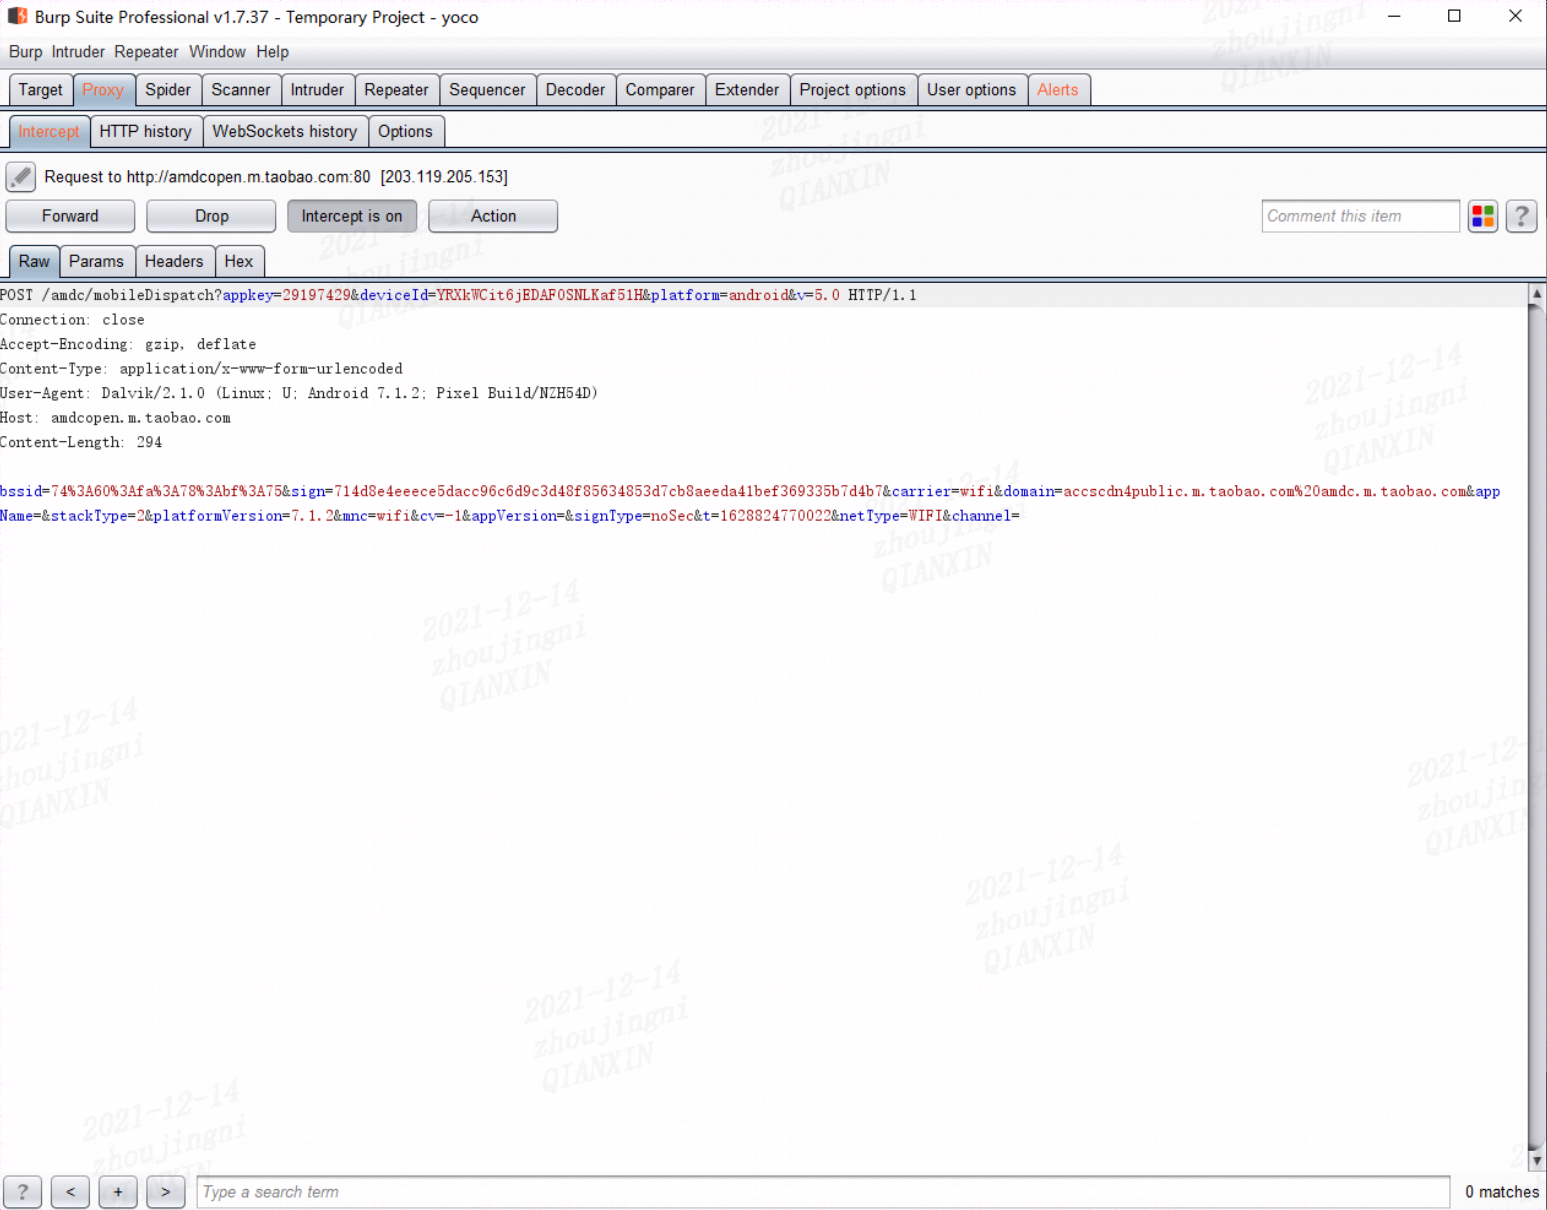 Burp Suite Professional v1.7.37 - Temporary Project - yoco
Burp Intruder Repeater Window Help
Target Proxy Spider Scanner Intruder Repeater Sequencer Decoder Comparer Extender Project options User options Alerts
Intercept HTTP history WebSockets history Options
Request to http://amdcopen.m.taobao.com:80 [203.119.205.153]
Forward Drop Intercept is on Action Comment this item ?
Raw Params Headers Hex
POST /amdc/mobileDispatch?appkey=29197429&deviceId=YRXkWCit6jEDAFOSNLKaf51H&platform=android&v=5.0 HTTP/1.1
Connection: close
Accept-Encoding: gzip, deflate
Content-Type: application/x-www-form-urlencoded
User-Agent: Dalvik/2.1.0 (Linux; U; Android 7.1.2; Pixel Build/NZH54D)
Host: amdcopen.m.taobao.com
Content-Length: 294
bssid=74%3A60%3Afa%3A78%3Abf%3A75&sign=714d8e4eeece5dacc96c6d9c3d48f85634853d7cb8aeeda41bef369335b7d4b7&carrier=wifi&domain=accscdn4public.m.taobao.com%20amdc.m.taobao.com&app
Name=&stackType=2&platformVersion=7.1.2&mnc=wifi&cv=-1&appVersion=&signType=noSec&t=1628824770022&netType=WIFI&channel=
2021-12-14
zhoujingni
QIANXIN
? < + > Type a search term 0 matches